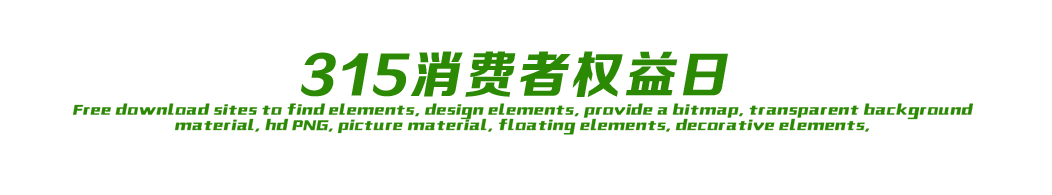 315消费者权益日
Free download sites to find elements, design elements, provide a bitmap, transparent background
material, hd PNG, picture material, floating elements, decorative elements,